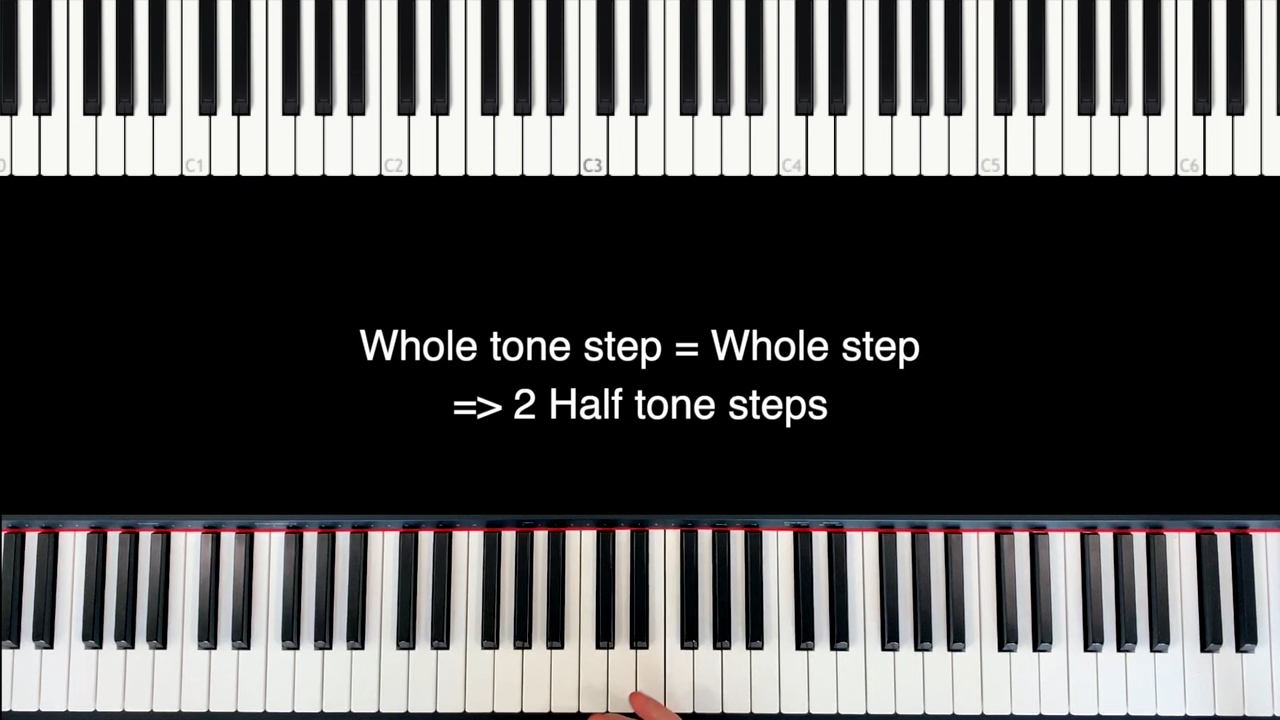 C1 C2 C3 C4 C5 C6
Whole tone step = Whole step
=> 2 Half tone steps